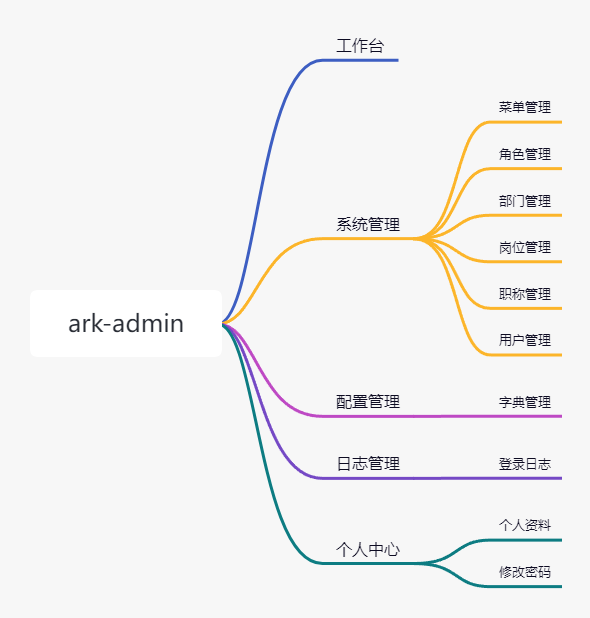 ark-admin
工作台
系统管理
菜单管理
角色管理
部门管理
岗位管理
职称管理
用户管理
配置管理
字典管理
日志管理
登录日志
个人中心
个人资料
修改密码